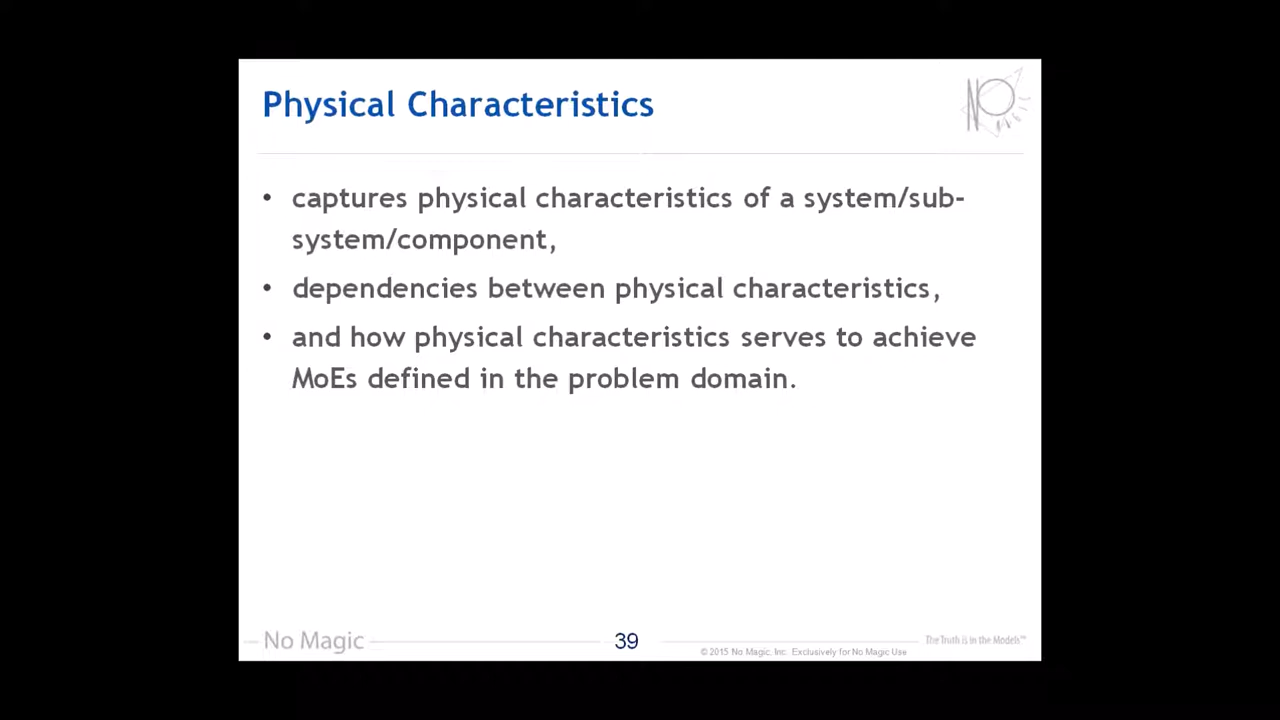 Physical Characteristics
NO MAGIC
• captures physical characteristics of a system/sub-
system/component,
• dependencies between physical characteristics,
• and how physical characteristics serves to achieve
MoEs defined in the problem domain.
No Magic
39
© 2015 No Magic, Inc. Exclusively for No Magic Use
The Truth is in the Models™